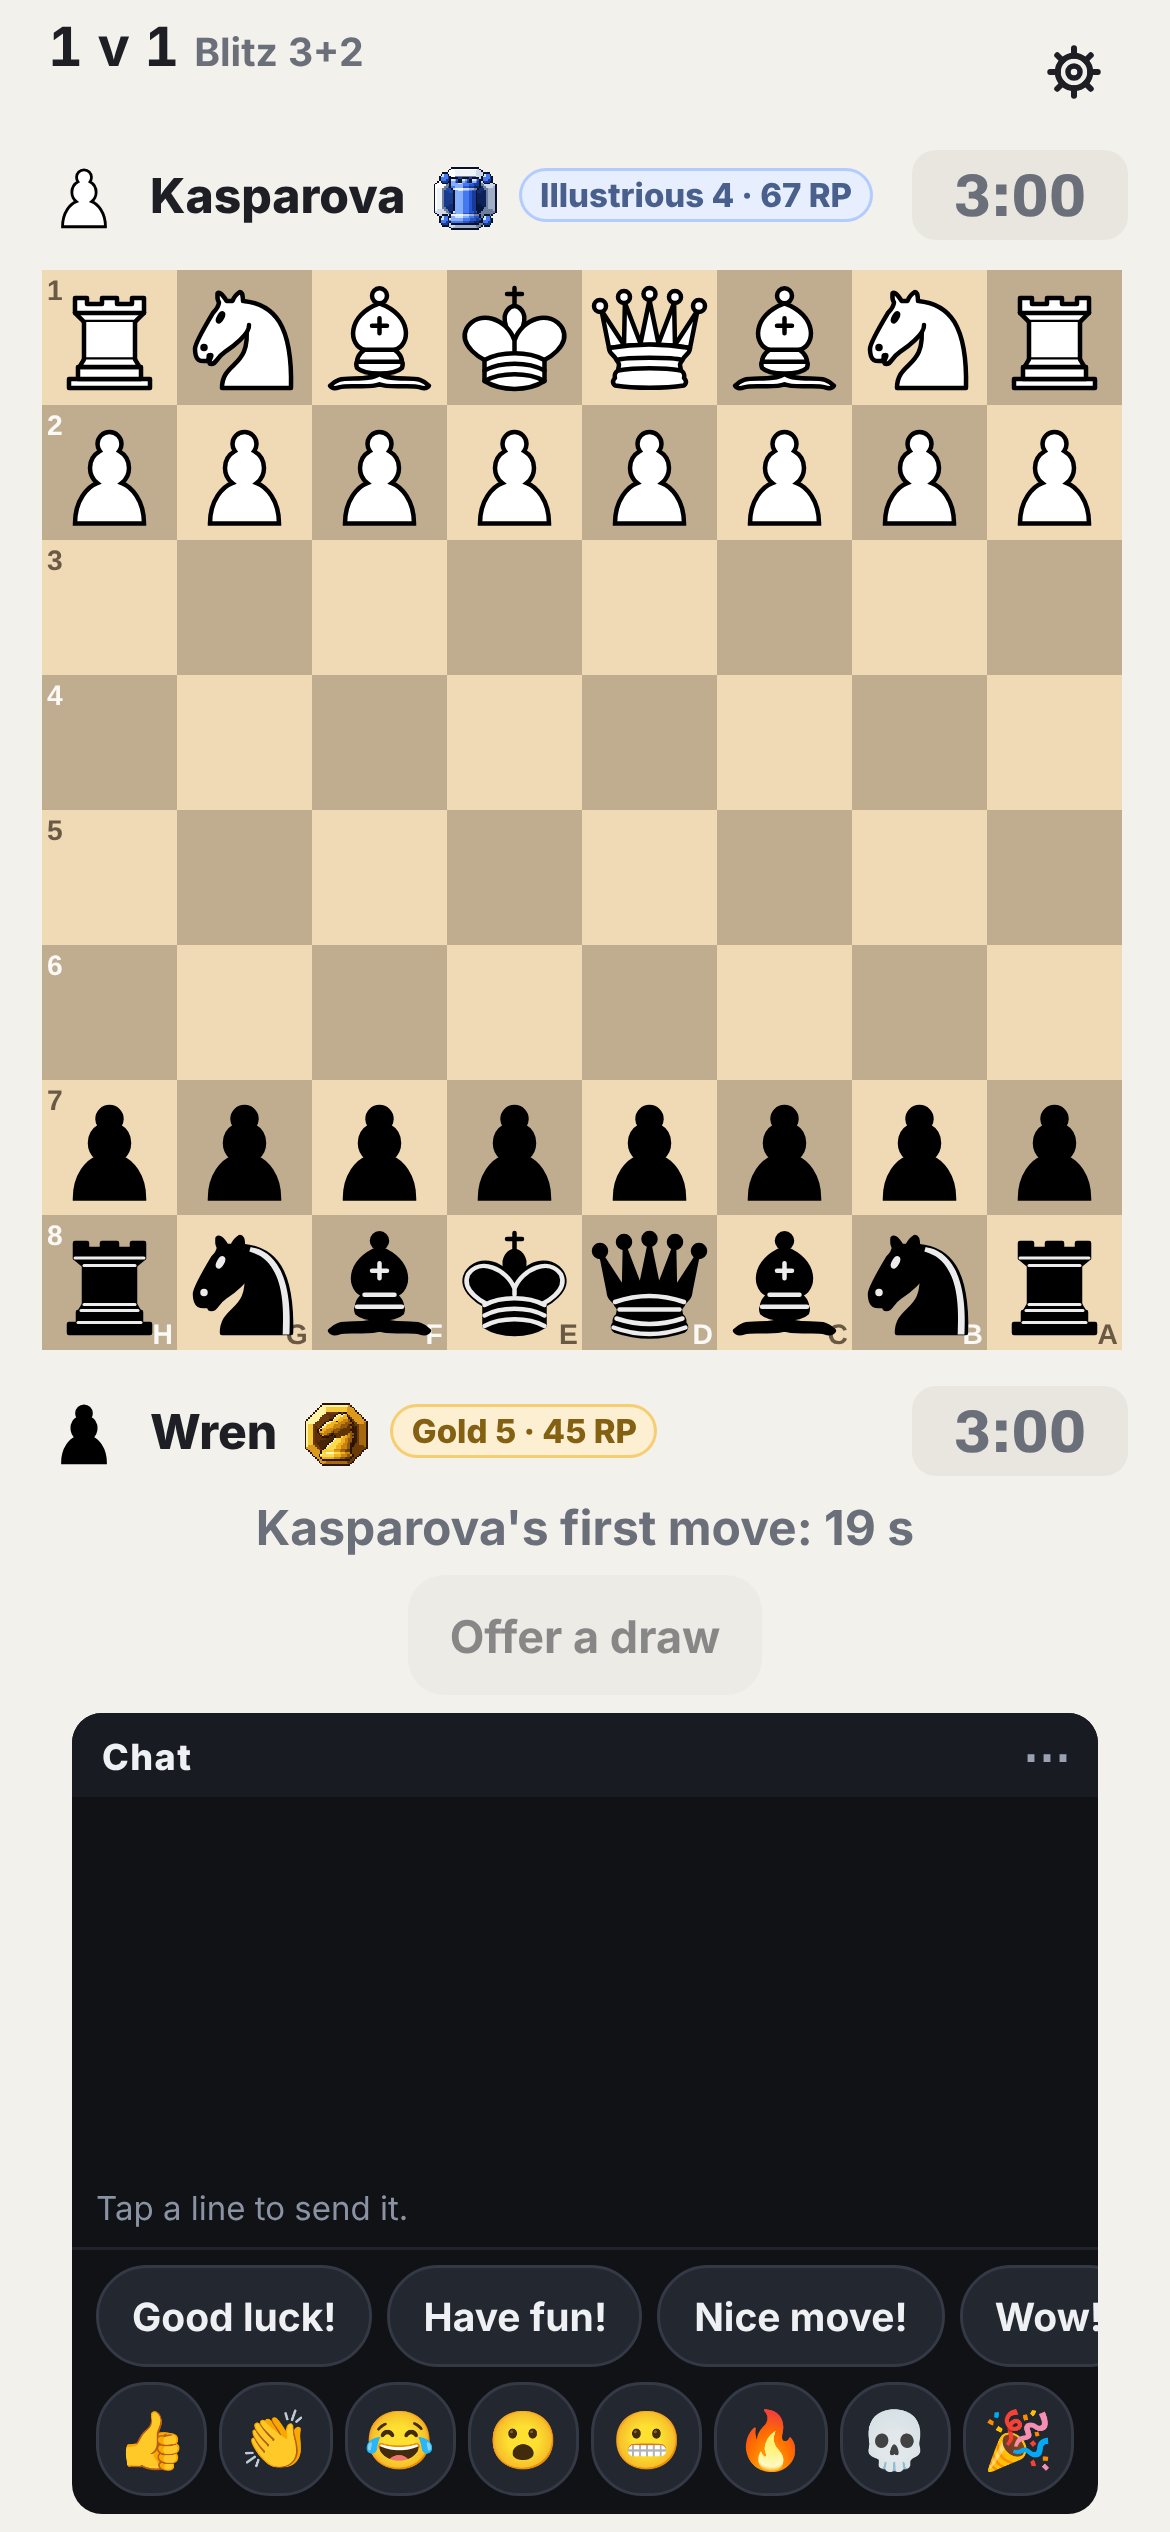 1 v 1 Blitz 3+2
Kasparova Illustrious 4 · 67 RP 3:00
1
2
3
4
5
6
7
8
H G F E D C B A
Wren Gold 5 · 45 RP 3:00
Kasparova's first move: 19 s
Offer a draw
Chat ...
Tap a line to send it.
Good luck! Have fun! Nice move! Wow!